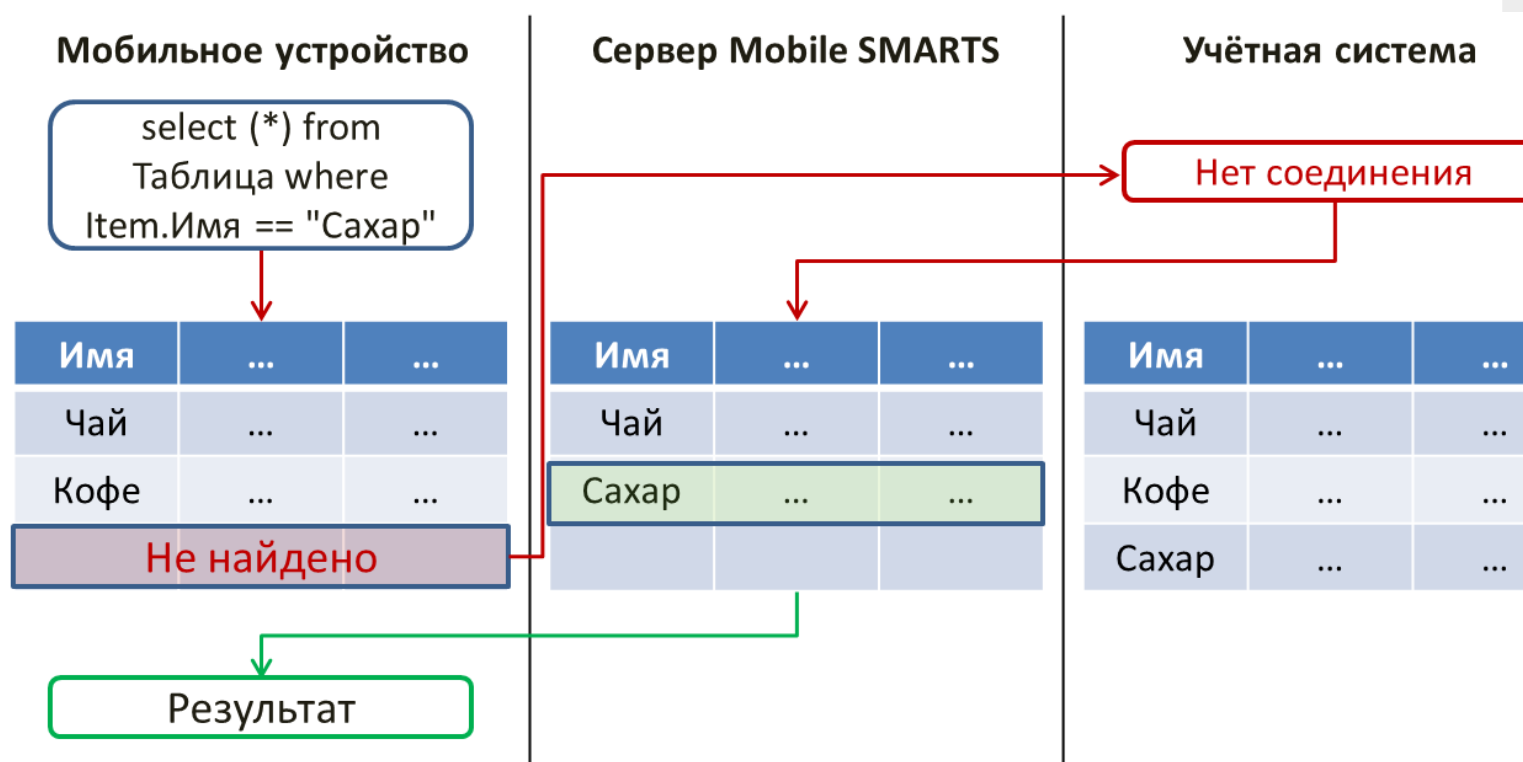 Мобильное устройство
Сервер Mobile SMARTS
Учётная система
select (*) from
Таблица where
Item.Имя == "Сахар"
Нет соединения
Имя ... ...
Чай ... ...
Кофе ... ...
Не найдено
Имя ... ...
Чай ... ...
Сахар ... ...
Имя ... ...
Чай ... ...
Кофе ... ...
Сахар ... ...
Результат